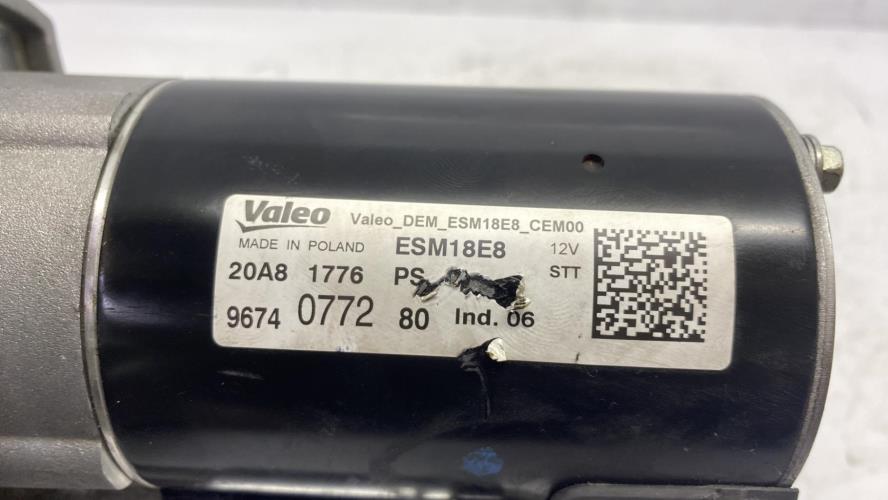 Valeo Valeo_DEM_ESM18E8_CEM00
MADE IN POLAND ESM18E8 12V
20A8 1776 PS STT
9674 0772 80 Ind. 06